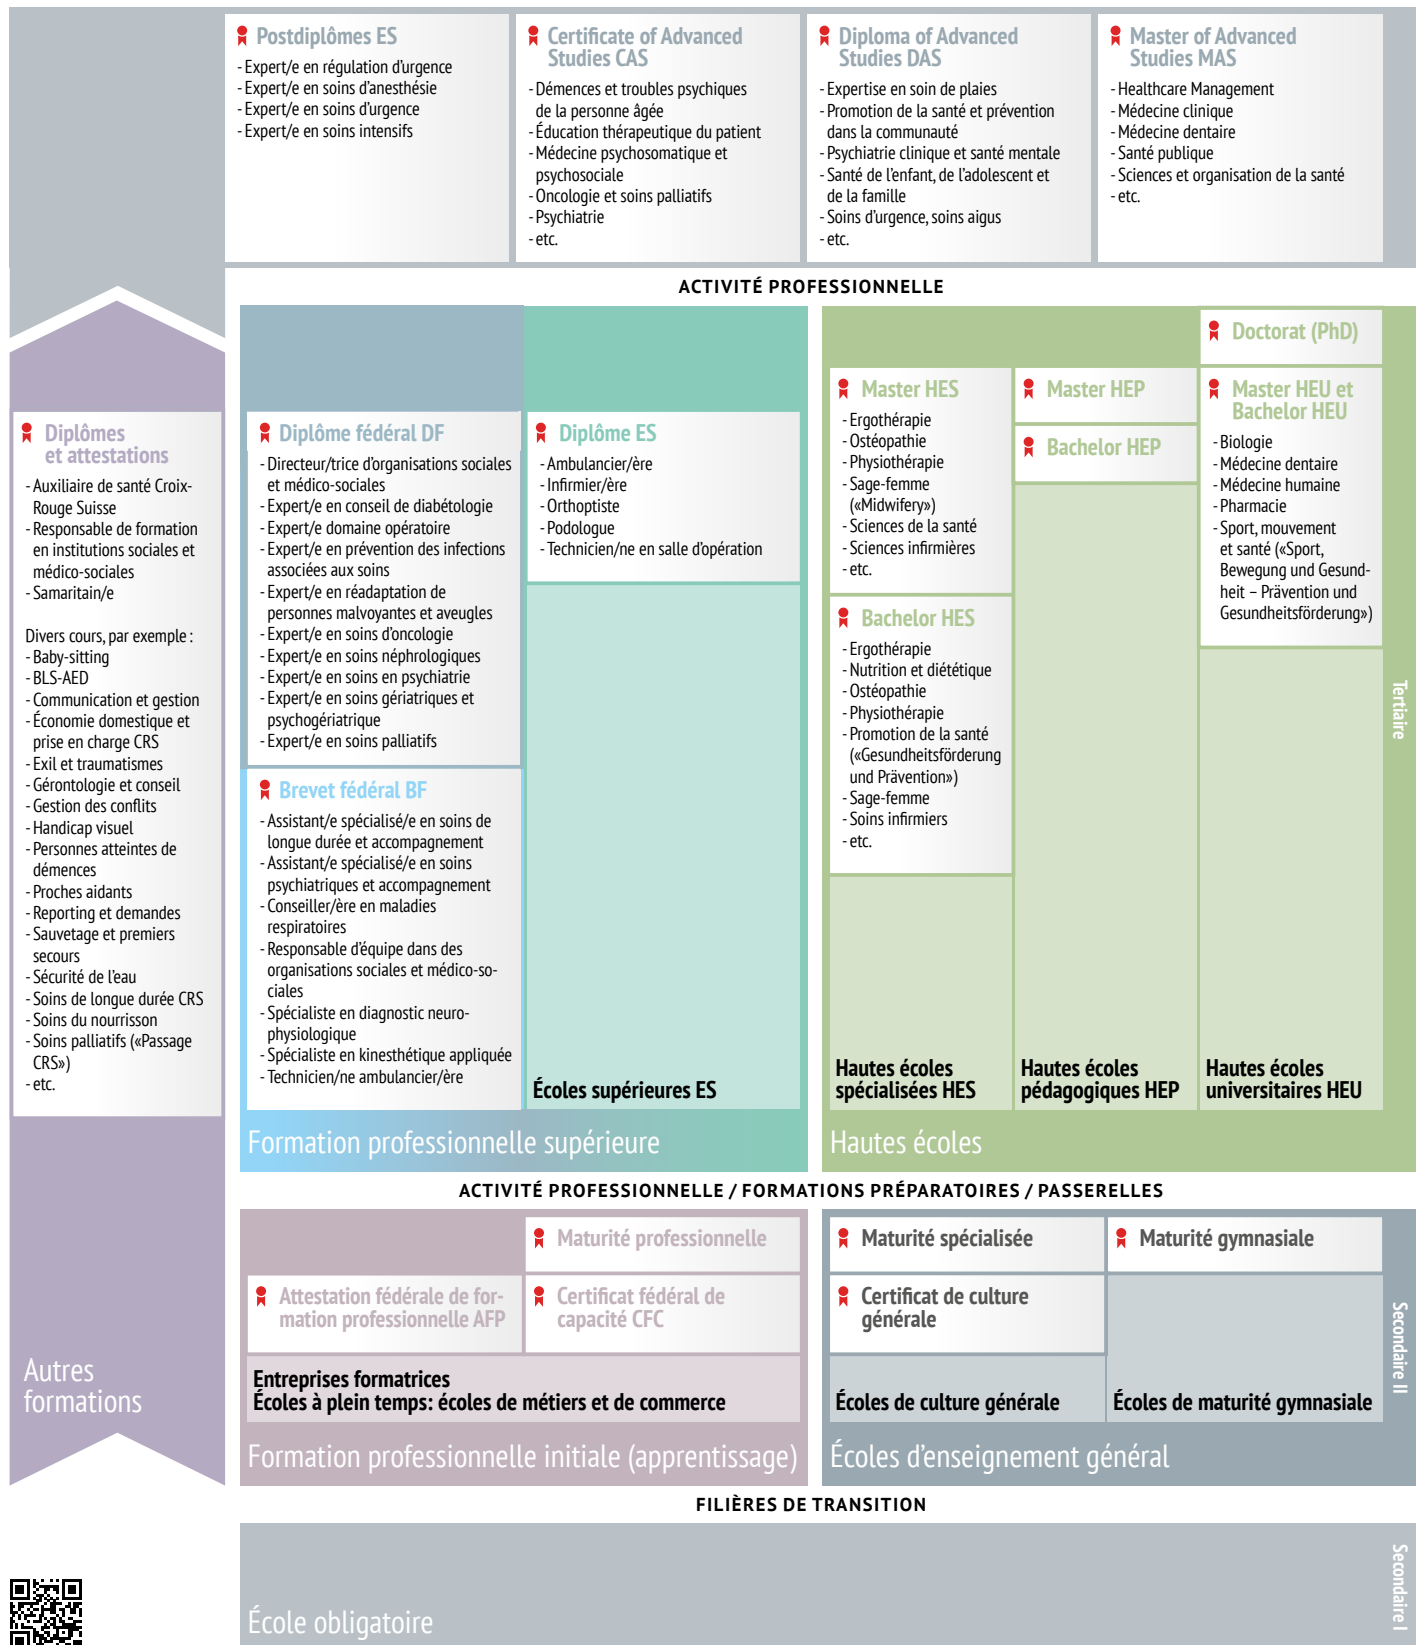 Postdiplômes ES
- Expert/e en régulation d'urgence
- Expert/e en soins d'anesthésie
- Expert/e en soins d'urgence
- Expert/e en soins intensifs
Certificate of Advanced
Studies CAS
- Démences et troubles psychiques
de la personne âgée
- Éducation thérapeutique du patient
- Médecine psychosomatique et
psychosociale
- Oncologie et soins palliatifs
- Psychiatrie
- etc.
Diploma of Advanced
Studies DAS
- Expertise en soin de plaies
- Promotion de la santé et prévention
dans la communauté
- Psychiatrie clinique et santé mentale
- Santé de l'enfant, de l'adolescent et
de la famille
- Soins d'urgence, soins aigus
- etc.
Master of Advanced
Studies MAS
- Healthcare Management
- Médecine clinique
- Médecine dentaire
- Santé publique
- Sciences et organisation de la santé
- etc.
ACTIVITÉ PROFESSIONNELLE
Diplômes
et attestations
- Auxiliaire de santé Croix-
Rouge Suisse
- Responsable de formation
en institutions sociales et
médico-sociales
- Samaritain/e
Divers cours, par exemple :
- Baby-sitting
- BLS-AED
- Communication et gestion
- Économie domestique et
prise en charge CRS
- Exil et traumatismes
- Gérontologie et conseil
- Gestion des conflits
- Handicap visuel
- Personnes atteintes de
démences
- Proches aidants
- Reporting et demandes
- Sauvetage et premiers
secours
- Sécurité de l'eau
- Soins de longue durée CRS
- Soins du nourrisson
- Soins palliatifs («Passage
CRS»)
- etc.
Autres
formations
Diplôme fédéral DF
- Directeur/trice d'organisations sociales
et médico-sociales
- Expert/e en conseil de diabétologie
- Expert/e domaine opératoire
- Expert/e en prévention des infections
associées aux soins
- Expert/e en réadaptation de
personnes malvoyantes et aveugles
- Expert/e en soins d'oncologie
- Expert/e en soins néphrologiques
- Expert/e en soins en psychiatrie
- Expert/e en soins gériatriques et
psychogériatrique
- Expert/e en soins palliatifs
Brevet fédéral BF
- Assistant/e spécialisé/e en soins de
longue durée et accompagnement
- Assistant/e spécialisé/e en soins
psychiatriques et accompagnement
- Conseiller/ère en maladies
respiratoires
- Responsable d'équipe dans des
organisations sociales et médico-so-
ciales
- Spécialiste en diagnostic neuro-
physiologique
- Spécialiste en kinesthétique appliquée
- Technicien/ne ambulancier/ère
Diplôme ES
- Ambulancier/ère
- Infirmier/ère
- Orthoptiste
- Podologue
- Technicien/ne en salle d'opération
Écoles supérieures ES
Formation professionnelle supérieure
Master HES
- Ergothérapie
- Ostéopathie
- Physiothérapie
- Sage-femme
(«Midwifery»)
- Sciences de la santé
- Sciences infirmières
- etc.
Bachelor HES
- Ergothérapie
- Nutrition et diététique
- Ostéopathie
- Physiothérapie
- Promotion de la santé
(«Gesundheitsförderung
und Prävention»)
- Sage-femme
- Soins infirmiers
- etc.
Hautes écoles
spécialisées HES
Master HEP
Bachelor HEP
Hautes écoles
pédagogiques HEP
Doctorat (PhD)
Master HEU et
Bachelor HEU
- Biologie
- Médecine dentaire
- Médecine humaine
- Pharmacie
- Sport, mouvement
et santé («Sport,
Bewegung und Gesund-
heit – Prävention und
Gesundheitsförderung»)
Hautes écoles
universitaires HEU
Hautes écoles
Tertiaire
ACTIVITÉ PROFESSIONNELLE / FORMATIONS PRÉPARATOIRES / PASSERELLES
Maturité professionnelle
Attestation fédérale de for-
mation professionnelle AFP
Certificat fédéral de
capacité CFC
Entreprises formatrices
Écoles à plein temps: écoles de métiers et de commerce
Formation professionnelle initiale (apprentissage)
Maturité spécialisée
Certificat de culture
générale
Écoles de culture générale
Maturité gymnasiale
Écoles de maturité gymnasiale
Écoles d'enseignement général
Secondaire II
FILIÈRES DE TRANSITION
École obligatoire
Secondaire I